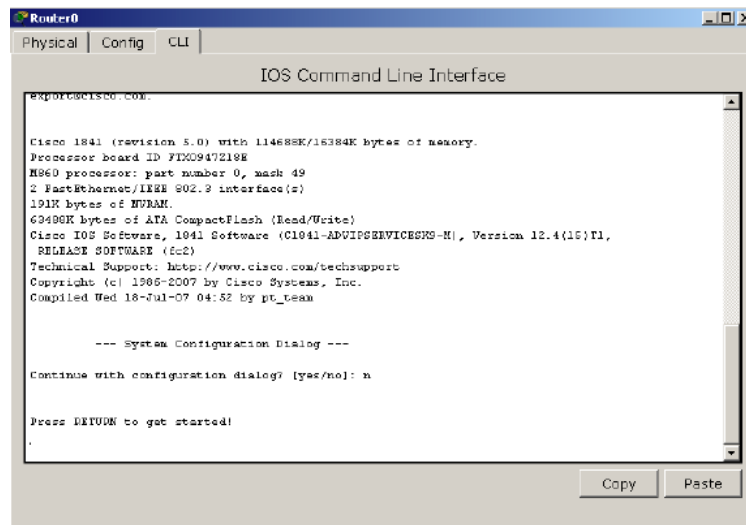 Router0
Physical Config CLI
IOS Command Line Interface
export@cisco.com.
Cisco 1841 (revision 5.0) with 114688K/16384K bytes of memory.
Processor board ID FTX0947Z18E
M860 processor: part number 0, mask 49
2 FastEthernet/IEEE 802.3 interface(s)
191K bytes of NVRAM.
63488K bytes of ATA CompactFlash (Read/Write)
Cisco IOS Software, 1841 Software (C1841-ADVIPSERVICESK9-M), Version 12.4(15)T1,
RELEASE SOFTWARE (fc2)
Technical Support: http://www.cisco.com/techsupport
Copyright (c) 1986-2007 by Cisco Systems, Inc.
Compiled Wed 18-Jul-07 04:52 by pt_team
--- System Configuration Dialog ---
Continue with configuration dialog? [yes/no]: n
Press RETURN to get started!
.
Copy Paste